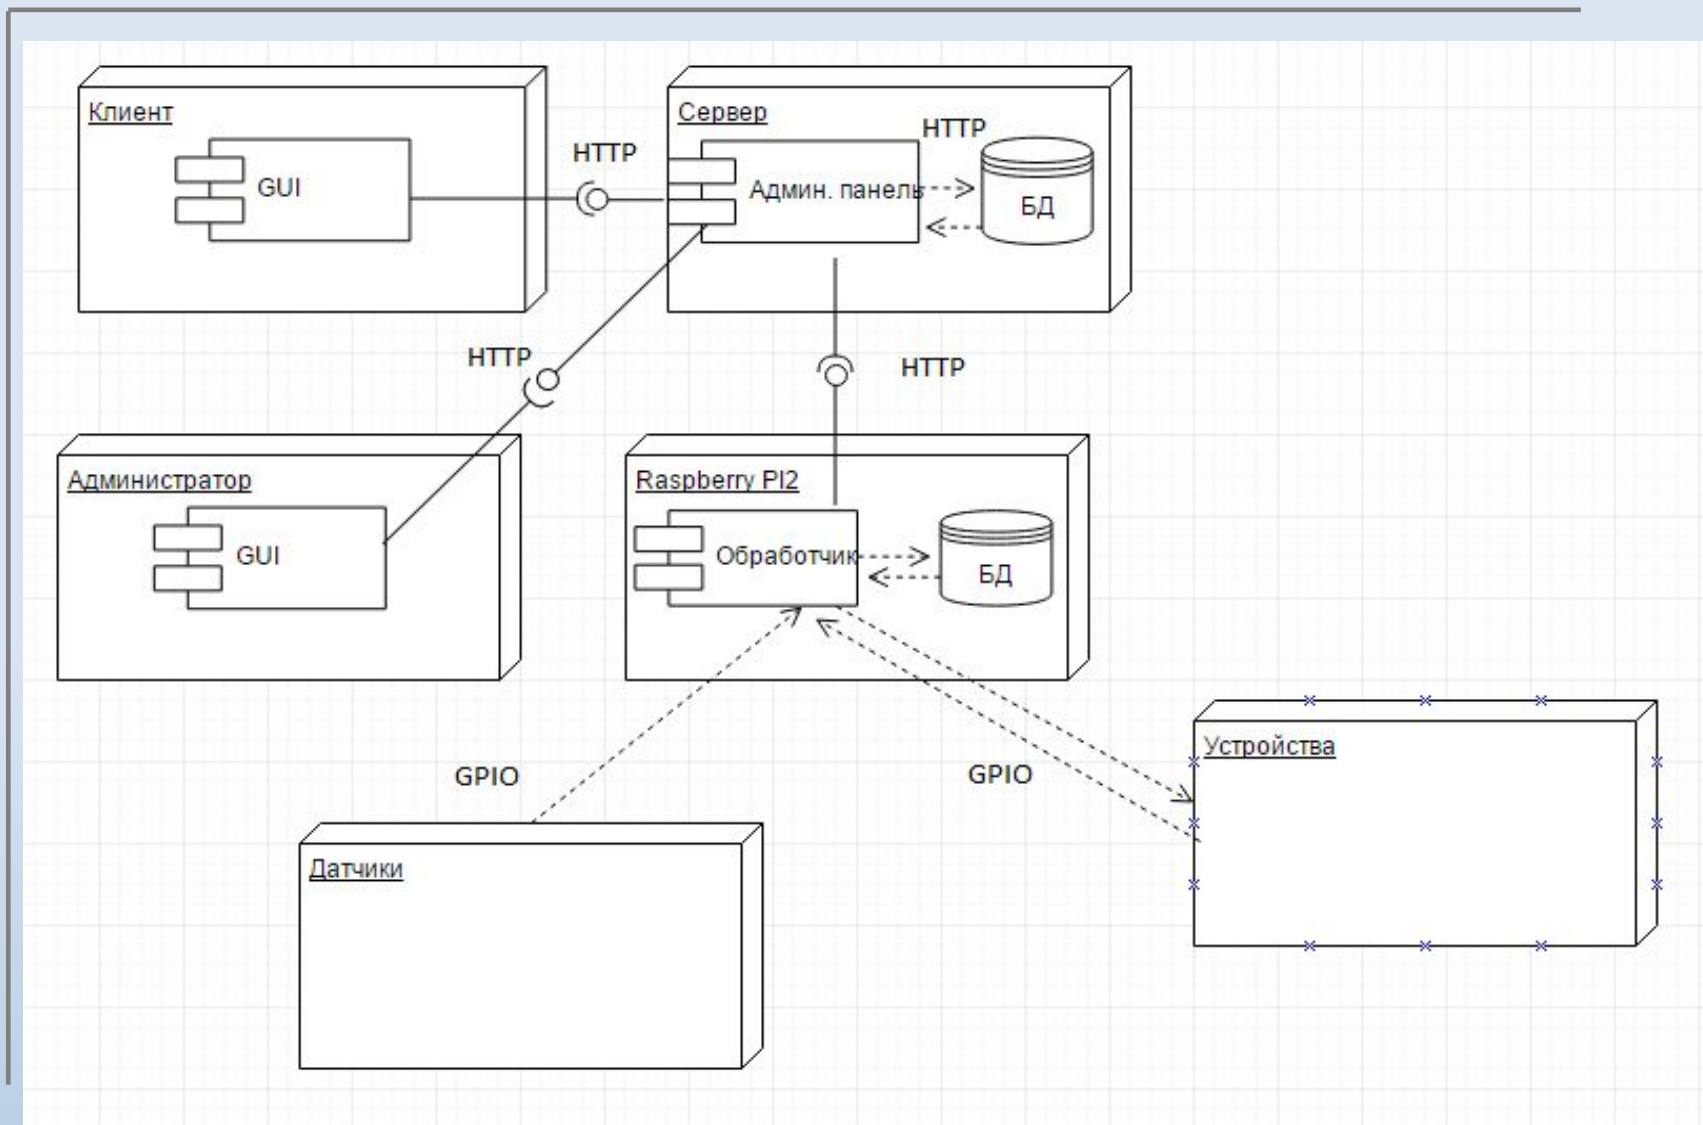 Клиент
GUI
HTTP
Сервер
HTTP
Админ. панель
БД
HTTP
HTTP
Администратор
GUI
Raspberry PI2
Обработчик
БД
GPIO
GPIO
Устройства
Датчики